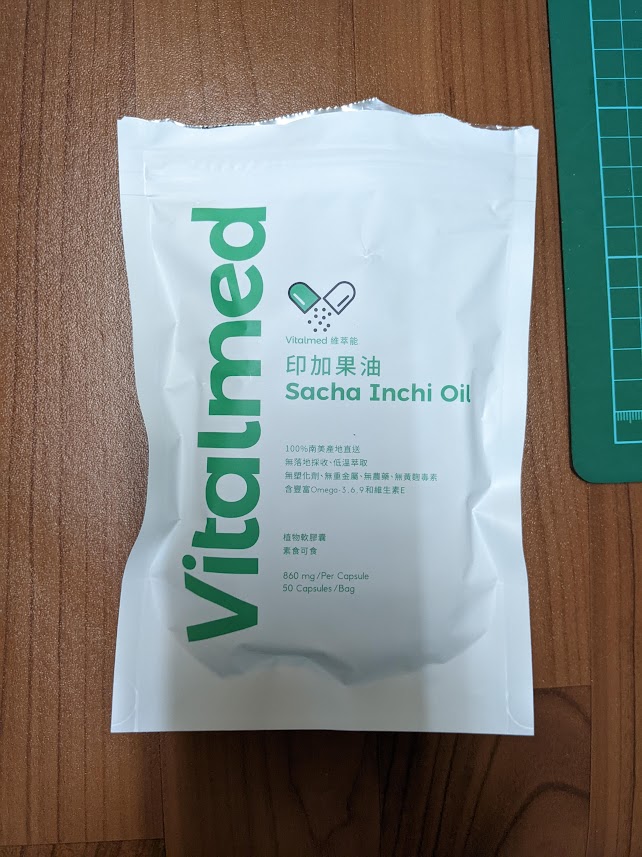 Vitalmed
Vitalmed 維萃能
印加果油
Sacha Inchi Oil
100%南美產地直送
無落地採收、低溫萃取
無塑化劑、無重金屬、無農藥、無黃麴毒素
含豐富Omega-3.6.9和維生素E
植物軟膠囊
素食可食
860 mg/Per Capsule
50 Capsules/Bag